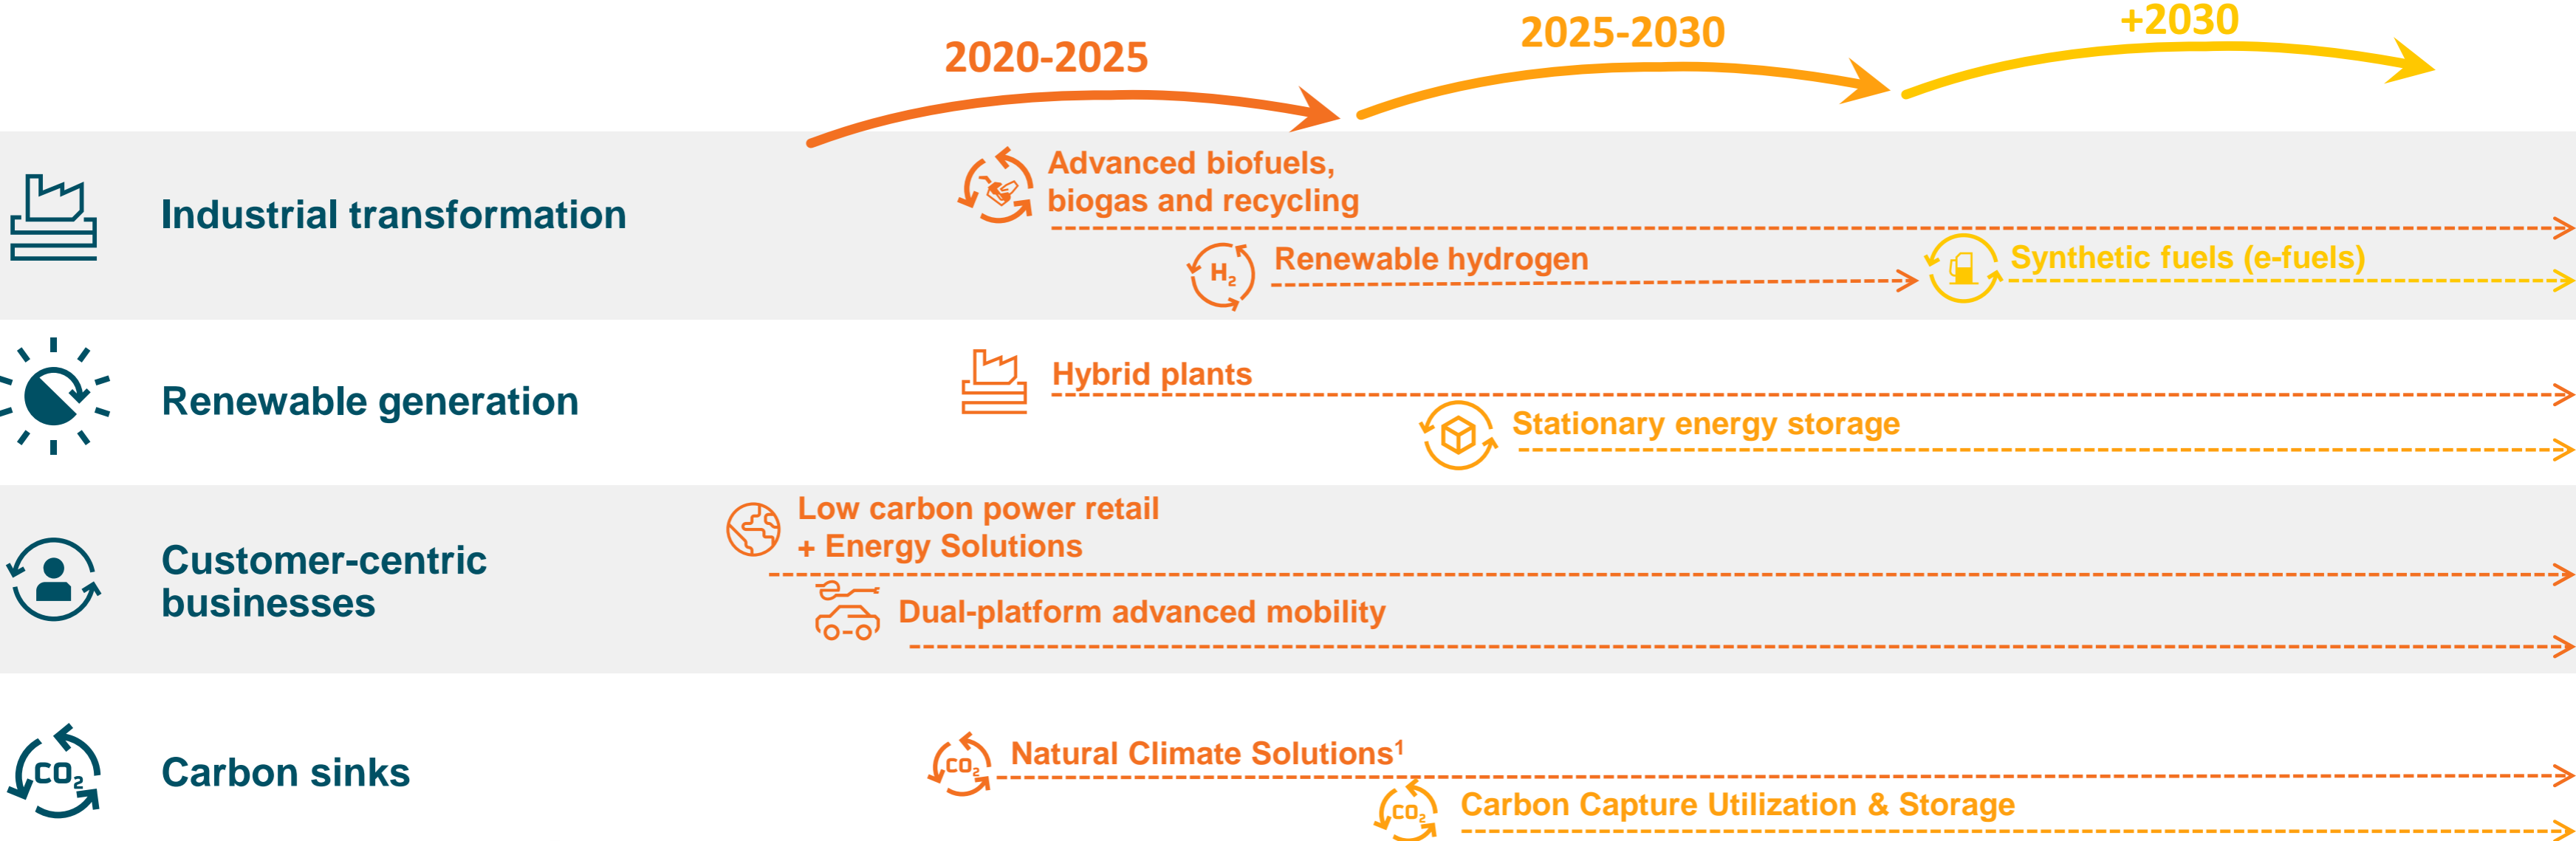 2020-2025
2025-2030
+2030
Industrial transformation
Advanced biofuels,
biogas and recycling
H₂
Renewable hydrogen
Synthetic fuels (e-fuels)
Renewable generation
Hybrid plants
Stationary energy storage
Customer-centric
businesses
Low carbon power retail
+ Energy Solutions
Dual-platform advanced mobility
CO₂
Carbon sinks
CO₂
Natural Climate Solutions¹
CO₂
Carbon Capture Utilization & Storage